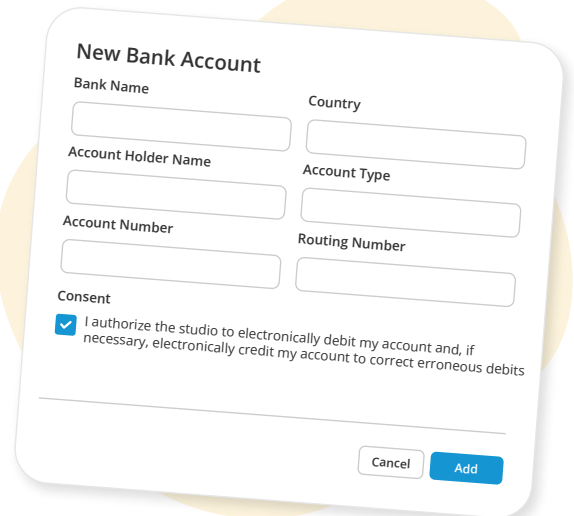 New Bank Account
Bank Name
Country
Account Holder Name
Account Type
Account Number
Routing Number
Consent
I authorize the studio to electronically debit my account and, if
necessary, electronically credit my account to correct erroneous debits
Cancel
Add